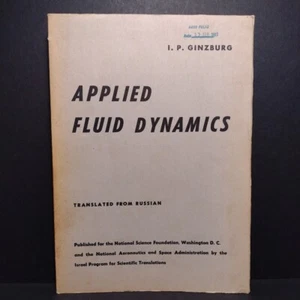 I. P. GINZBURG
APPLIED
FLUID DYNAMICS
TRANSLATED FROM RUSSIAN
Published for the National Science Foundation, Washington D. C.
and the National Aeronautics and Space Administration by the
Israel Program for Scientific Translations